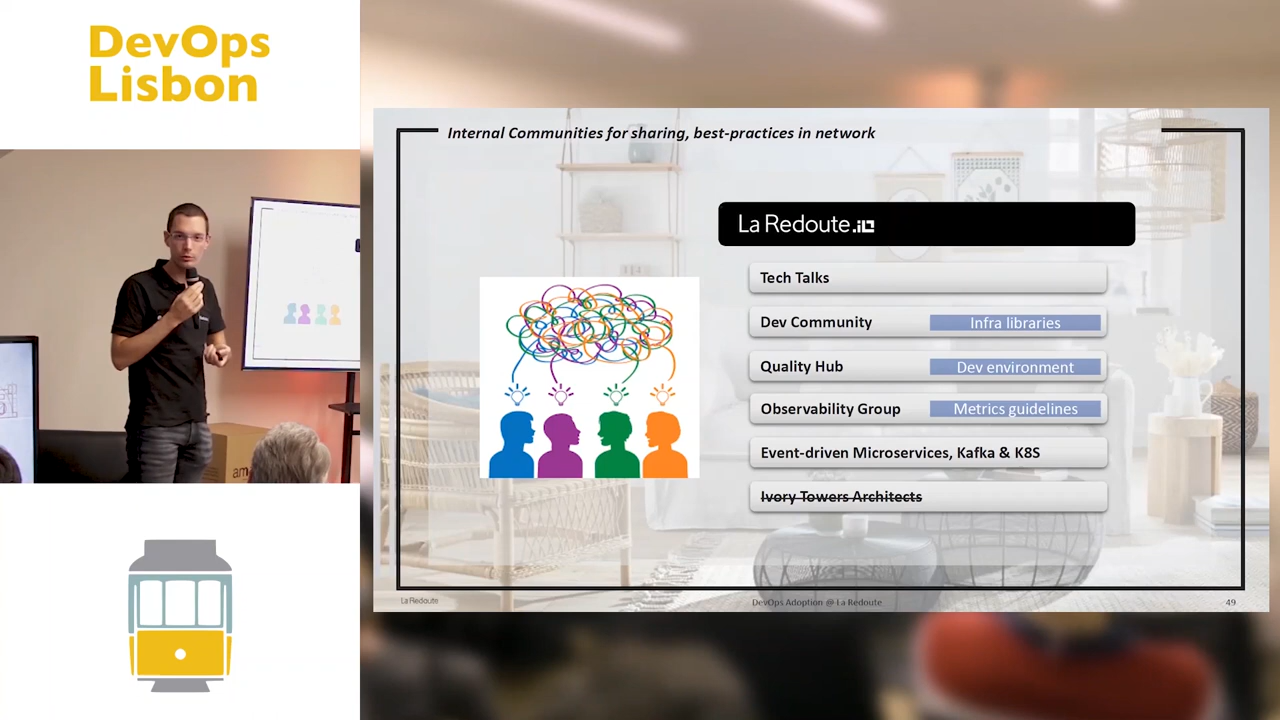 DevOps
Lisbon
Internal Communities for sharing, best-practices in network
La Redoute.io
Tech Talks
Dev Community
Infra libraries
Quality Hub
Dev environment
Observability Group
Metrics guidelines
Event-driven Microservices, Kafka & K8S
Ivory Towers Architects
La Redoute
DevOps Adoption @ La Redoute
49
am